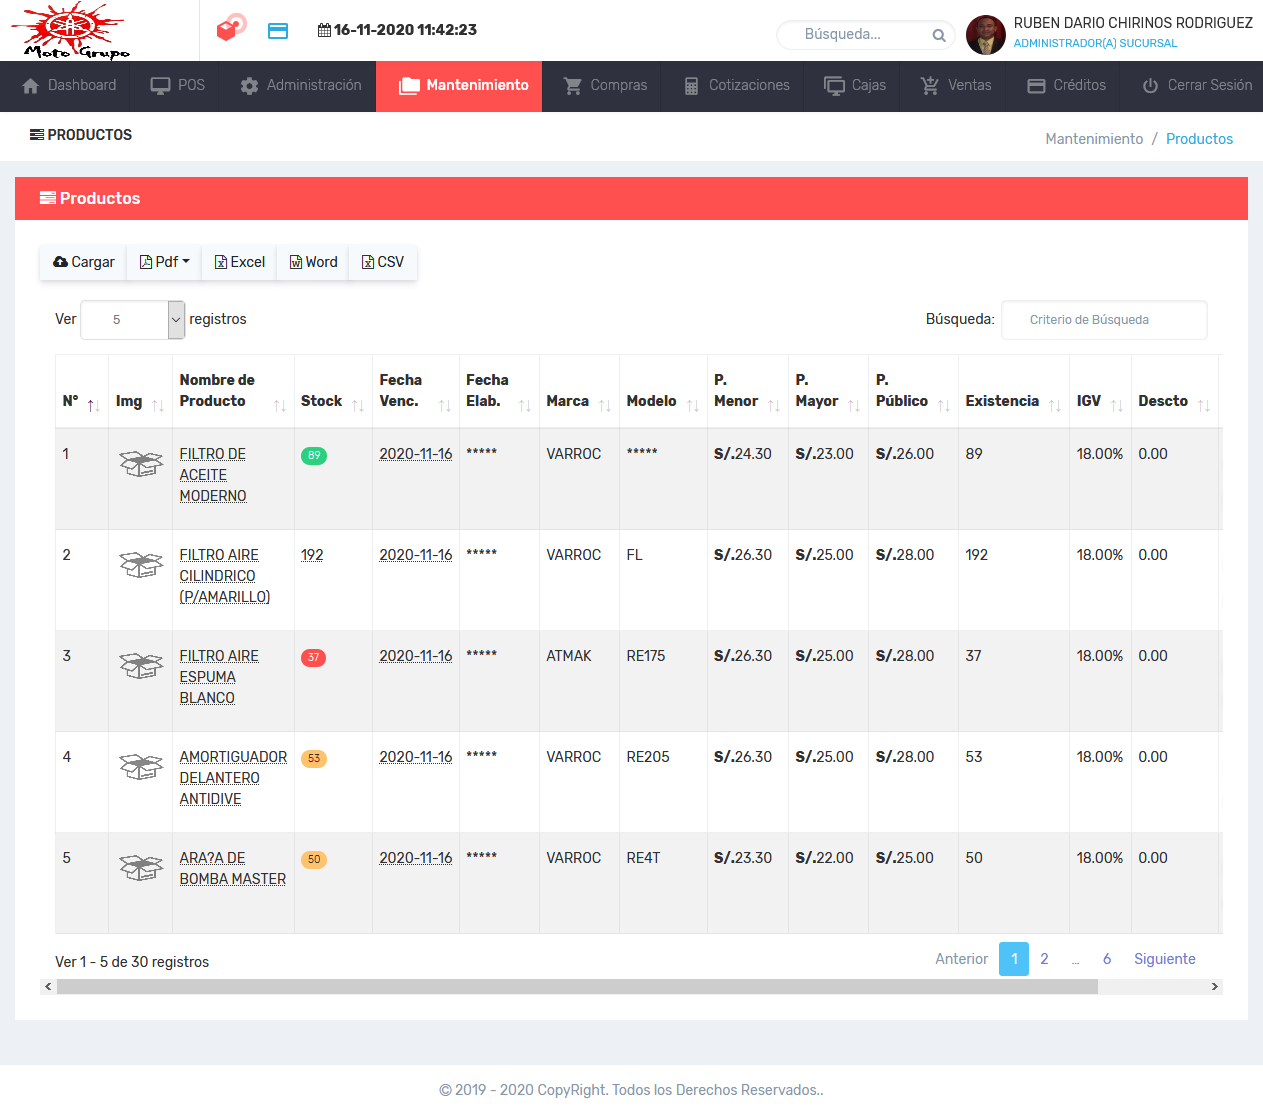 Moto Grupo
16-11-2020 11:42:23
Búsqueda...
RUBEN DARIO CHIRINOS RODRIGUEZ
ADMINISTRADOR(A) SUCURSAL
Dashboard POS Administración Mantenimiento Compras Cotizaciones Cajas Ventas Créditos Cerrar Sesión
PRODUCTOS
Mantenimiento / Productos
Productos
Cargar Pdf Excel Word CSV
Ver 5 registros
Búsqueda: Criterio de Búsqueda
N° Img Nombre de Producto Stock Fecha Venc. Fecha Elab. Marca Modelo P. Menor P. Mayor P. Público Existencia IGV Descto
1 FILTRO DE ACEITE MODERNO 89 2020-11-16 ***** VARROC ***** S/.24.30 S/.23.00 S/.26.00 89 18.00% 0.00
2 FILTRO AIRE CILINDRICO (P/AMARILLO) 192 2020-11-16 ***** VARROC FL S/.26.30 S/.25.00 S/.28.00 192 18.00% 0.00
3 FILTRO AIRE ESPUMA BLANCO 37 2020-11-16 ***** ATMAK RE175 S/.26.30 S/.25.00 S/.28.00 37 18.00% 0.00
4 AMORTIGUADOR DELANTERO ANTIDIVE 53 2020-11-16 ***** VARROC RE205 S/.26.30 S/.25.00 S/.28.00 53 18.00% 0.00
5 ARA?A DE BOMBA MASTER 50 2020-11-16 ***** VARROC RE4T S/.23.30 S/.22.00 S/.25.00 50 18.00% 0.00
Ver 1 - 5 de 30 registros
Anterior 1 2 … 6 Siguiente
© 2019 - 2020 CopyRight. Todos los Derechos Reservados..